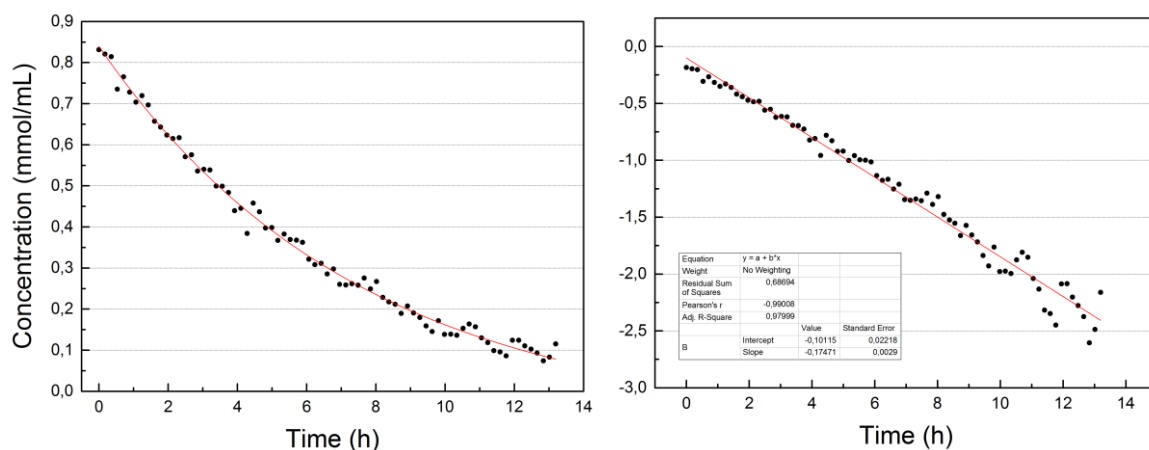 0,9
0,8
0,7
0,6
0,5
0,4
0,3
0,2
0,1
0,0
Concentration (mmol/mL)
0 2 4 6 8 10 12 14
Time (h)
0,0
-0,5
-1,0
-1,5
-2,0
-2,5
-3,0
Equation y = a + b*x
Weight No Weighting
Residual Sum of Squares 0,68694
Pearson's r -0,99008
Adj. R-Square 0,97999
Value Standard Error
B Intercept -0,10115 0,02218
Slope -0,17471 0,0029
0 2 4 6 8 10 12 14
Time (h)